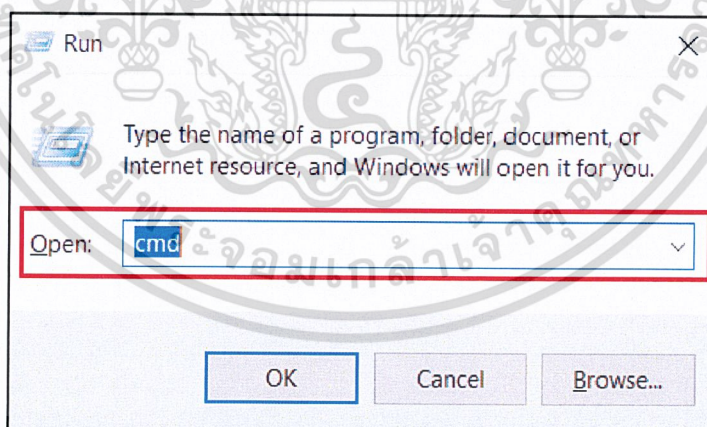 Run
Type the name of a program, folder, document, or
Internet resource, and Windows will open it for you.
Open: cmd
OK Cancel Browse...